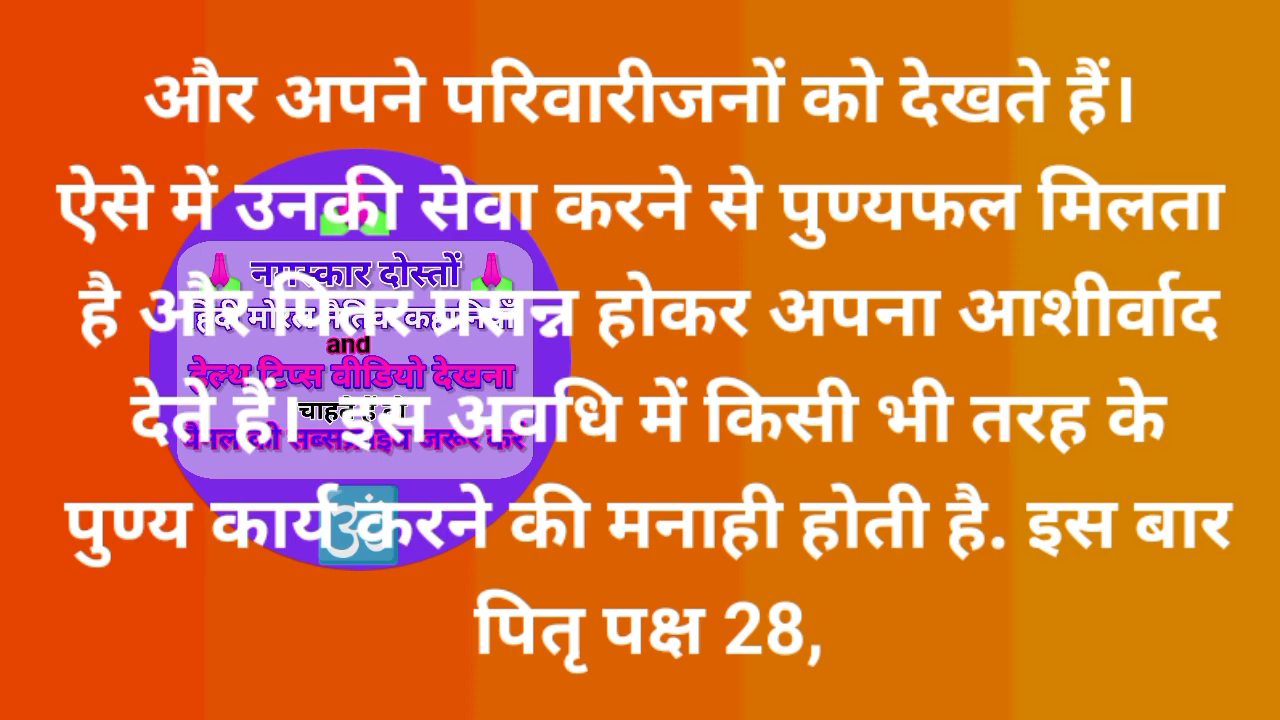 और अपने परिवारीजनों को देखते हैं।
ऐसे में उनकी सेवा करने से पुण्यफल मिलता
है और पितर प्रसन्न होकर अपना आशीर्वाद
देते हैं। इस अवधि में किसी भी तरह के
पुण्य कार्य करने की मनाही होती है. इस बार
पितृ पक्ष 28,
नमस्कार दोस्तों
and
हेल्थ टिप्स वीडियो देखना